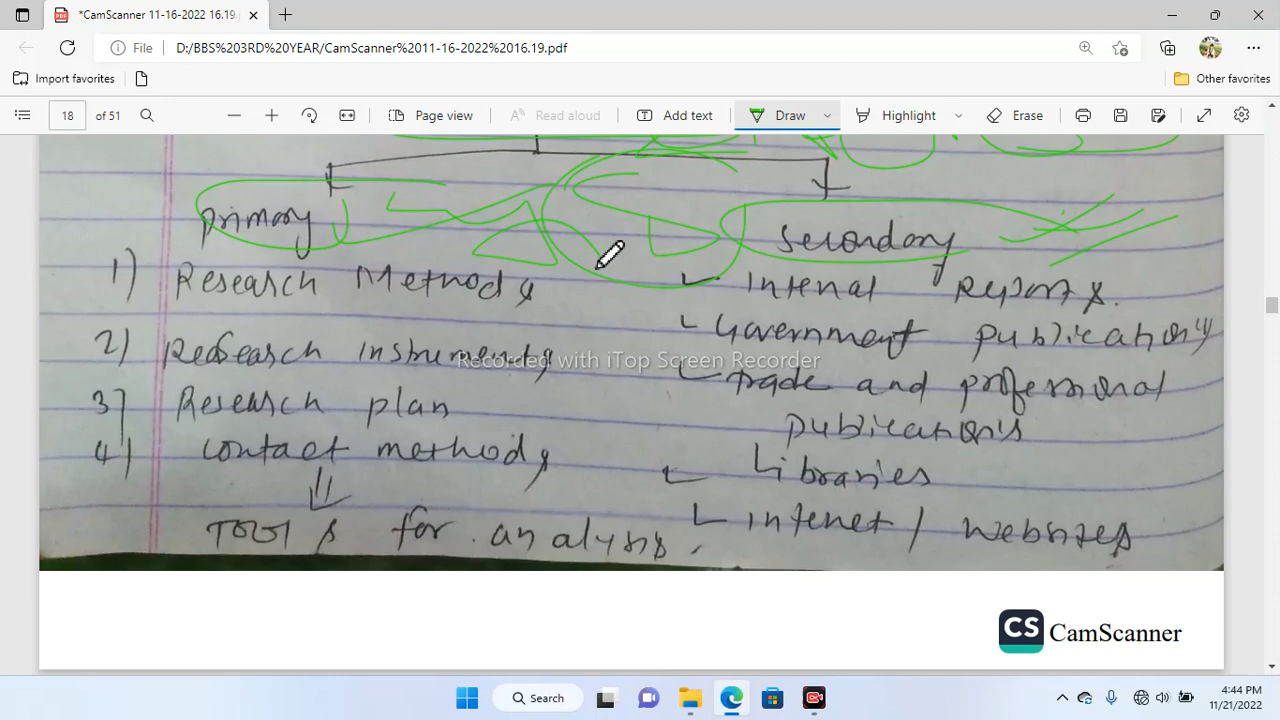 *CamScanner 11-16-2022 16.19.p
File D:/BBS%203RD%20YEAR/CamScanner%2011-16-2022%2016.19.pdf
Import favorites Other favorites
18 of 51 Page view Read aloud Add text Draw Highlight Erase
primary
Secondary
1) Research Methods
Intenal Reports.
2) Research instruments
Government publications
3) Research plan
Trade and professional
publications
4) contact methods
Libraries
Tools for analysis.
intenet / websites
Recorded with iTop Screen Recorder
CS CamScanner
Search
4:44 PM
11/21/2022